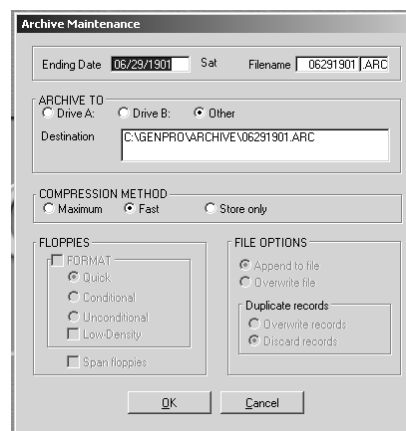 Archive Maintenance
Ending Date 06/29/1901 Sat Filename 06291901 .ARC
ARCHIVE TO
Drive A: Drive B: Other
Destination C:\GENPRO\ARCHIVE\06291901.ARC
COMPRESSION METHOD
Maximum Fast Store only
FLOPPIES
FORMAT
Quick
Conditional
Unconditional
Low-Density
Span floppies
FILE OPTIONS
Append to file
Overwrite file
Duplicate records
Overwrite records
Discard records
OK Cancel